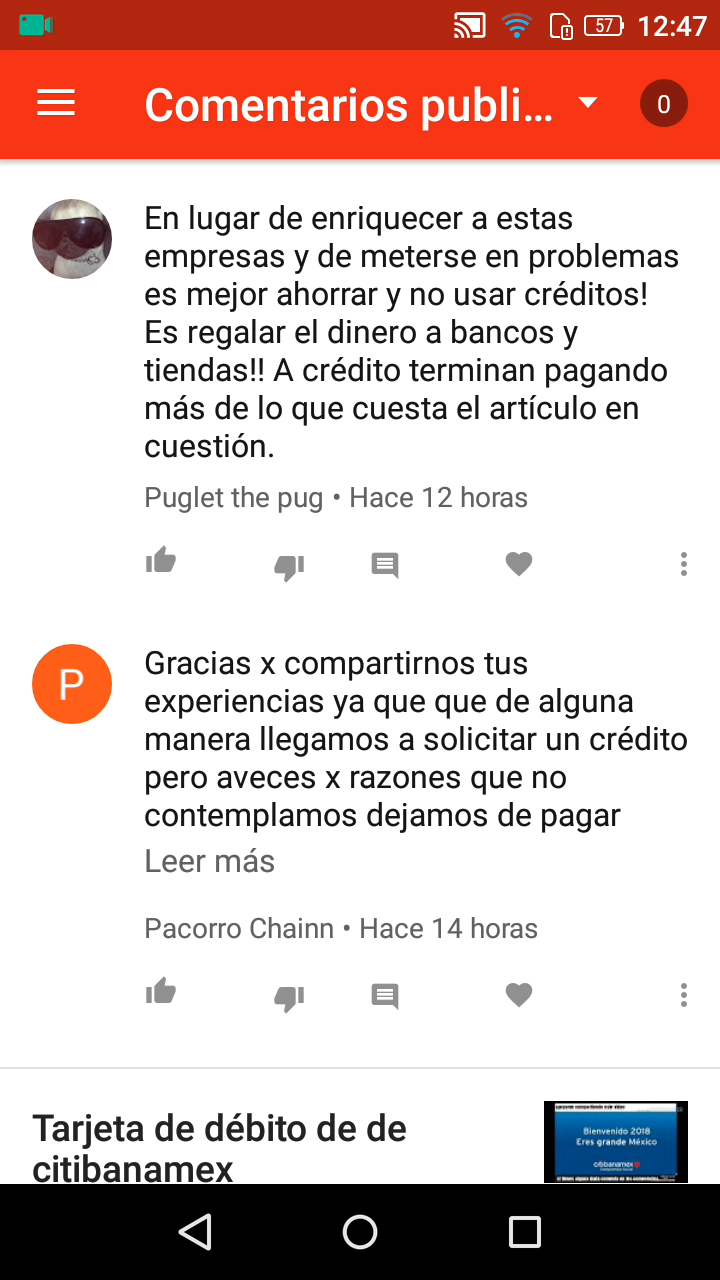 57 12:47
Comentarios publi... 0
En lugar de enriquecer a estas
empresas y de meterse en problemas
es mejor ahorrar y no usar créditos!
Es regalar el dinero a bancos y
tiendas!! A crédito terminan pagando
más de lo que cuesta el artículo en
cuestión.
Puglet the pug • Hace 12 horas
P
Gracias x compartirnos tus
experiencias ya que que de alguna
manera llegamos a solicitar un crédito
pero aveces x razones que no
contemplamos dejamos de pagar
Leer más
Pacorro Chainn • Hace 14 horas
Tarjeta de débito de de
citibanamex
Bienvenido 2018
Eres grande México
citibanamex